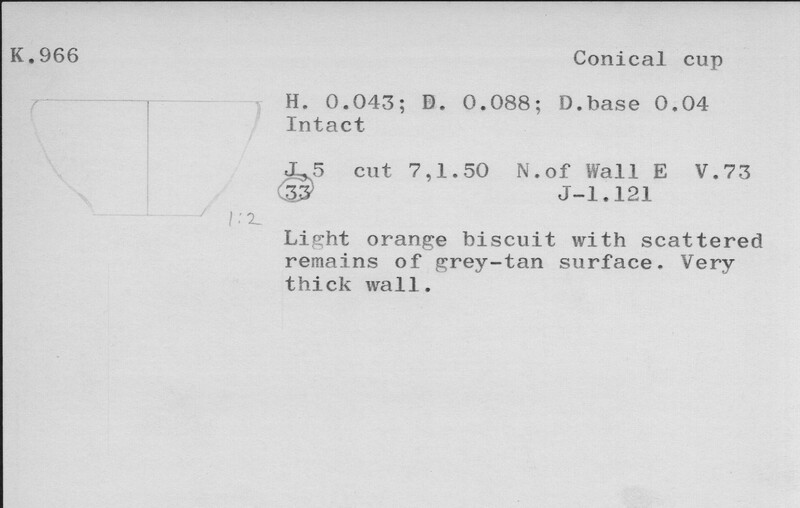 K.966
Conical cup
H. 0.043; D. 0.088; D.base 0.04
Intact
J,5 cut 7,1.50 N.of Wall E V.73
33 J-1.121
1:2
Light orange biscuit with scattered
remains of grey-tan surface. Very
thick wall.